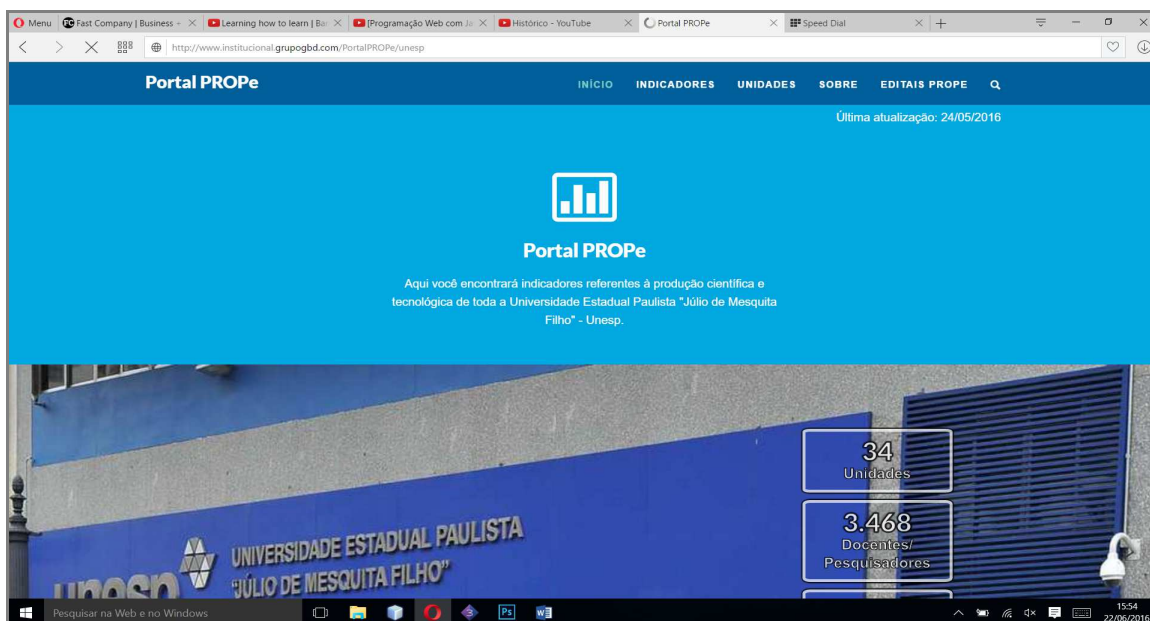 Menu
Fast Company | Business -
Learning how to learn | Bar
[Programação Web com Ja
Histórico - YouTube
Portal PROPe
Speed Dial
http://www.institucional.grupogbd.com/PortalPROPe/unesp
Portal PROPe
INÍCIO INDICADORES UNIDADES SOBRE EDITAIS PROPE
Última atualização: 24/05/2016
Portal PROPe
Aqui você encontrará indicadores referentes à produção científica e
tecnológica de toda a Universidade Estadual Paulista "Júlio de Mesquita
Filho" - Unesp.
34
Unidades
3.468
Docentes/
Pesquisadores
unesp
UNIVERSIDADE ESTADUAL PAULISTA
"JÚLIO DE MESQUITA FILHO"
Pesquisar na Web e no Windows
Ps
15:54
22/06/2016